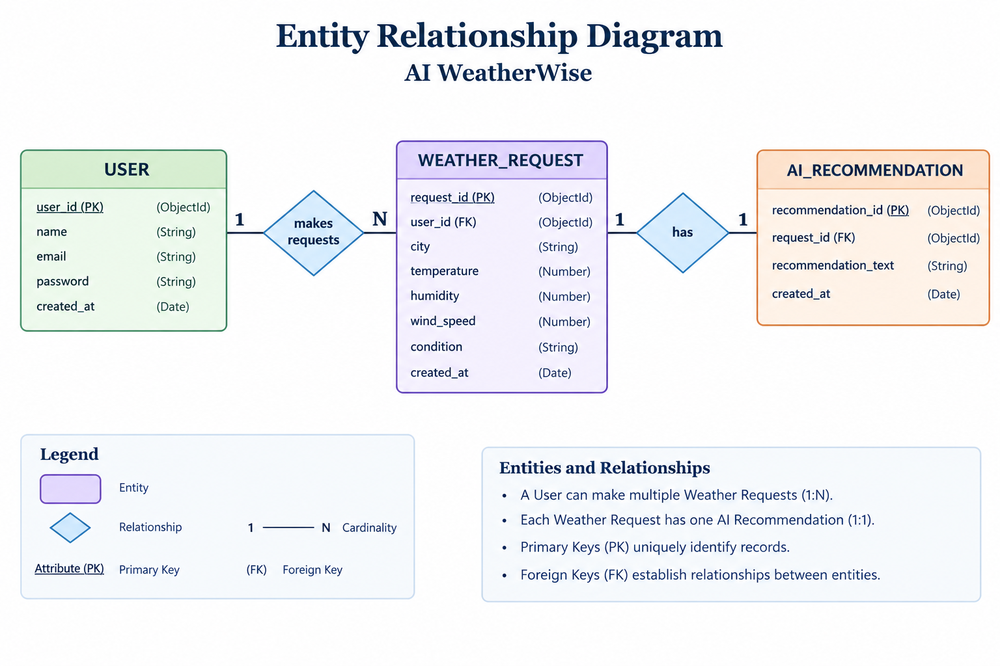 Entity Relationship Diagram
AI WeatherWise
USER
user_id (PK) (ObjectId)
name (String)
email (String)
password (String)
created_at (Date)
1
makes
requests
N
WEATHER_REQUEST
request_id (PK) (ObjectId)
user_id (FK) (ObjectId)
city (String)
temperature (Number)
humidity (Number)
wind_speed (Number)
condition (String)
created_at (Date)
1
has
1
AI_RECOMMENDATION
recommendation_id (PK) (ObjectId)
request_id (FK) (ObjectId)
recommendation_text (String)
created_at (Date)
Legend
Entity
Relationship
1 N Cardinality
Attribute (PK) Primary Key
(FK) Foreign Key
Entities and Relationships
• A User can make multiple Weather Requests (1:N).
• Each Weather Request has one AI Recommendation (1:1).
• Primary Keys (PK) uniquely identify records.
• Foreign Keys (FK) establish relationships between entities.